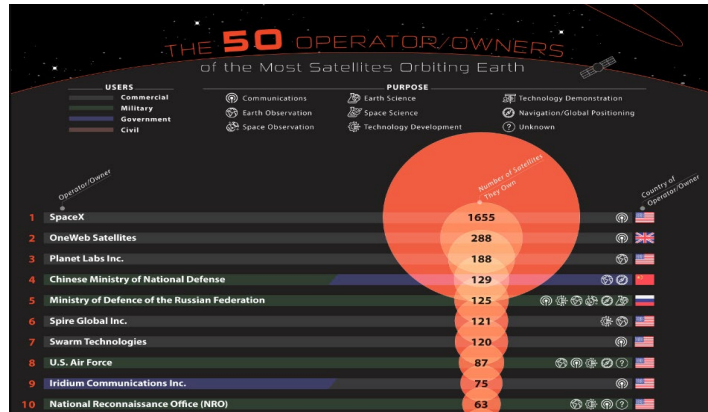 THE 50 OPERATOR/OWNERS
of the Most Satellites Orbiting Earth
USERS
Commercial
Military
Government
Civil
PURPOSE
Communications
Earth Observation
Space Observation
Earth Science
Space Science
Technology Development
Technology Demonstration
Navigation/Global Positioning
? Unknown
Operator/Owner
Number of Satellites
They Own
Country of
Operator/Owner
1 SpaceX 1655
2 OneWeb Satellites 288
3 Planet Labs Inc. 188
4 Chinese Ministry of National Defense 129
5 Ministry of Defence of the Russian Federation 125
6 Spire Global Inc. 121
7 Swarm Technologies 120
8 U.S. Air Force 87 ?
9 Iridium Communications Inc. 75
10 National Reconnaissance Office (NRO) 63 ?